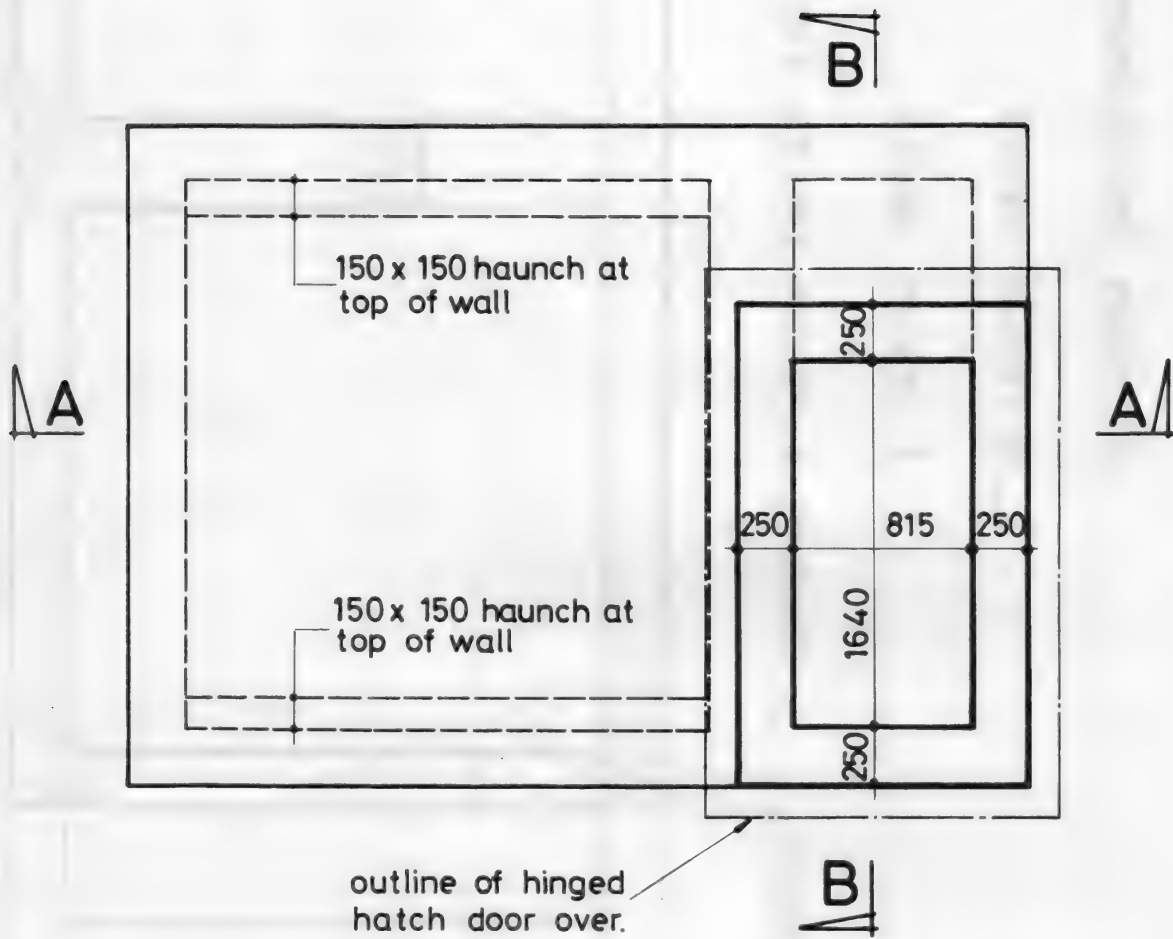 B
150 x 150 haunch at
top of wall
250
A
A
250
815
250
150 x 150 haunch at
top of wall
1640
250
outline of hinged
hatch door over.
B